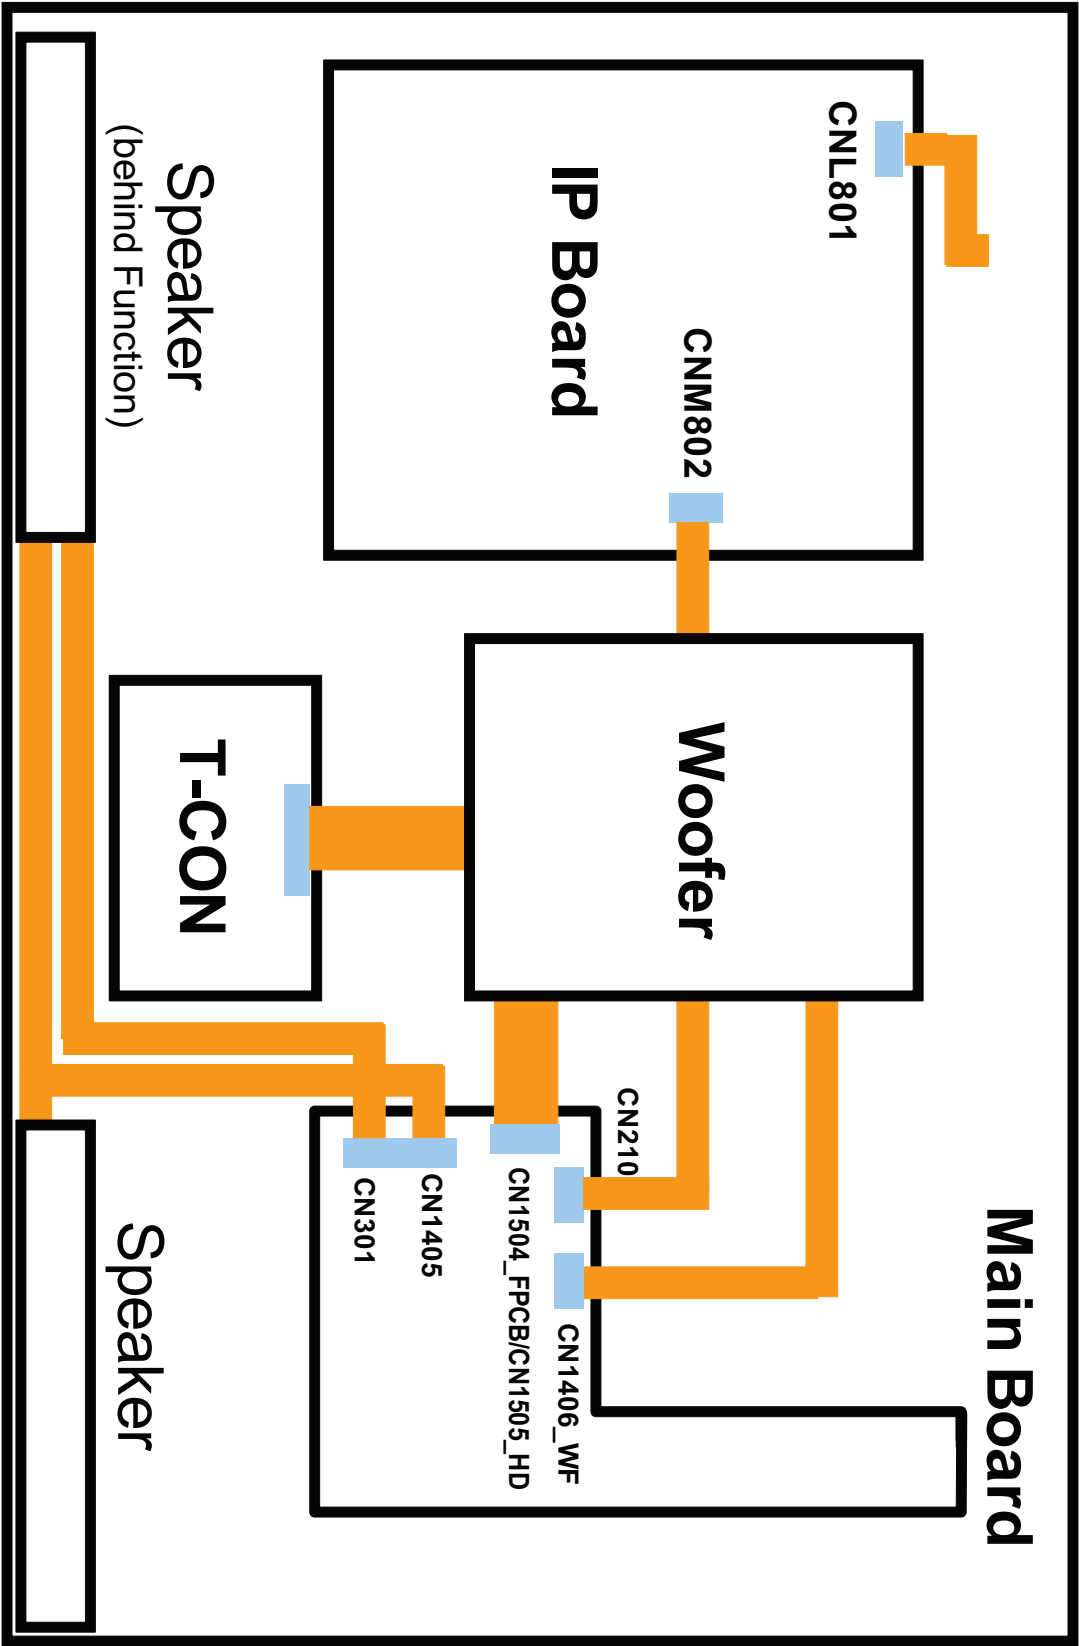 Main Board
CNL801
IP Board
CNM802
Woofer
CN210
CN1406_WF
CN1504_FPCB/CN1505_HD
CN1405
CN301
T-CON
Speaker
(behind Function)
Speaker